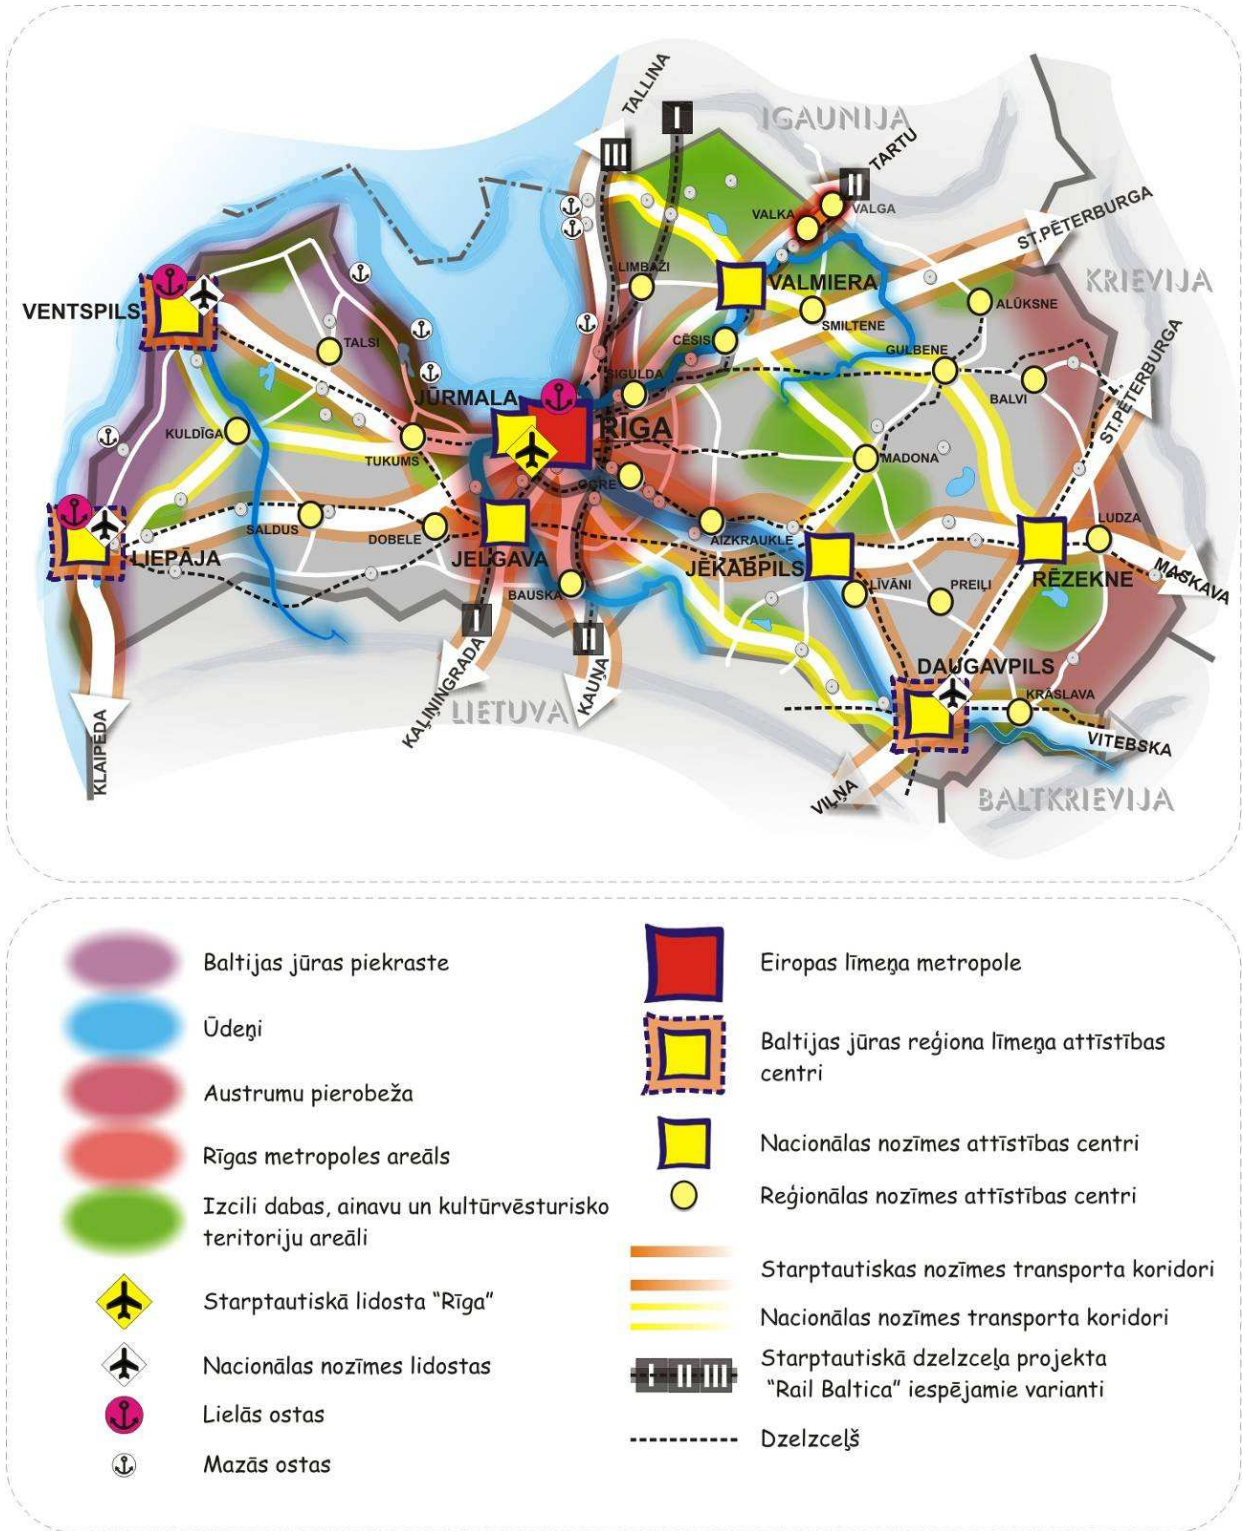 TALLINA
I
IGAUNIJA
III
TARTU
II
VALKA
VALGA
ST.PĒTERBURGA
KRIEVIJA
LIMBAŽI
VALMIERA
ALŪKSNE
VENTSPILS
SMILTENE
TALSI
CĒSIS
GULBENE
ST.PĒTERBURGA
SIGULDA
BALVI
JŪRMALA
RĪGA
KULDĪGA
TUKUMS
MADONA
OGRE
SALDUS
DOBELE
AIZKRAUKLE
LUDZA
LIEPĀJA
JELGAVA
JĒKABPILS
RĒZEKNE
MASKAVA
BAUSKA
LĪVĀNI
PREIĻI
I
II
DAUGAVPILS
KRĀSLAVA
KLAIPĒDA
KAĻIŅINGRADA
LIETUVA
KAUŅA
VITEBSKA
VIĻŅA
BALTKRIEVIJA
Baltijas jūras piekraste
Ūdeņi
Austrumu pierobeža
Rīgas metropoles areāls
Izcili dabas, ainavu un kultūrvēsturisko
teritoriju areāli
Starptautiskā lidosta “Rīga”
Nacionālas nozīmes lidostas
Lielās ostas
Mazās ostas
Eiropas līmeņa metropole
Baltijas jūras reģiona līmeņa attīstības
centri
Nacionālas nozīmes attīstības centri
Reģionālas nozīmes attīstības centri
Starptautiskas nozīmes transporta koridori
Nacionālas nozīmes transporta koridori
I II III
Starptautiskā dzelzceļa projekta
“Rail Baltica” iespējamie varianti
Dzelzceļš